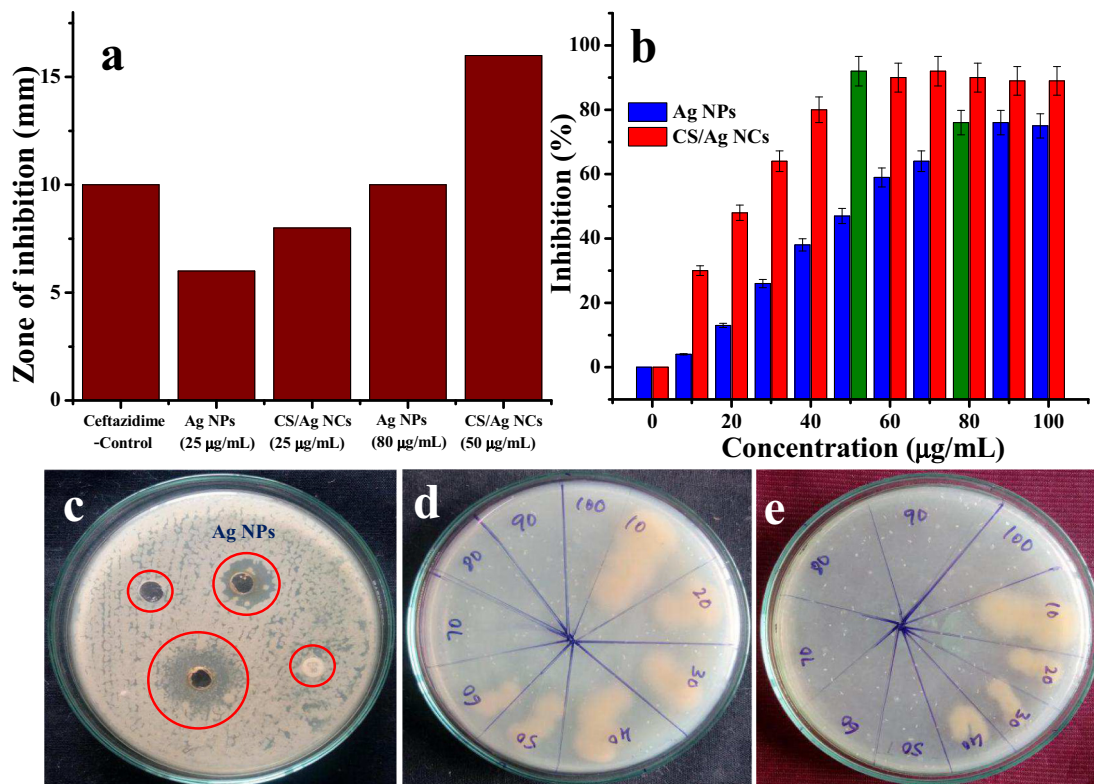 a
Zone of inhibition (mm)
15
10
5
0
Ceftazidime
-Control
Ag NPs
(25 μg/mL)
CS/Ag NCs
(25 μg/mL)
Ag NPs
(80 μg/mL)
CS/Ag NCs
(50 μg/mL)
b
Inhibition (%)
100
80
60
40
20
0
Ag NPs
CS/Ag NCs
0 20 40 60 80 100
Concentration (μg/mL)
c
Ag NPs
d
10
20
30
40
50
60
70
80
90
100
e
10
20
30
40
50
60
70
80
90
100